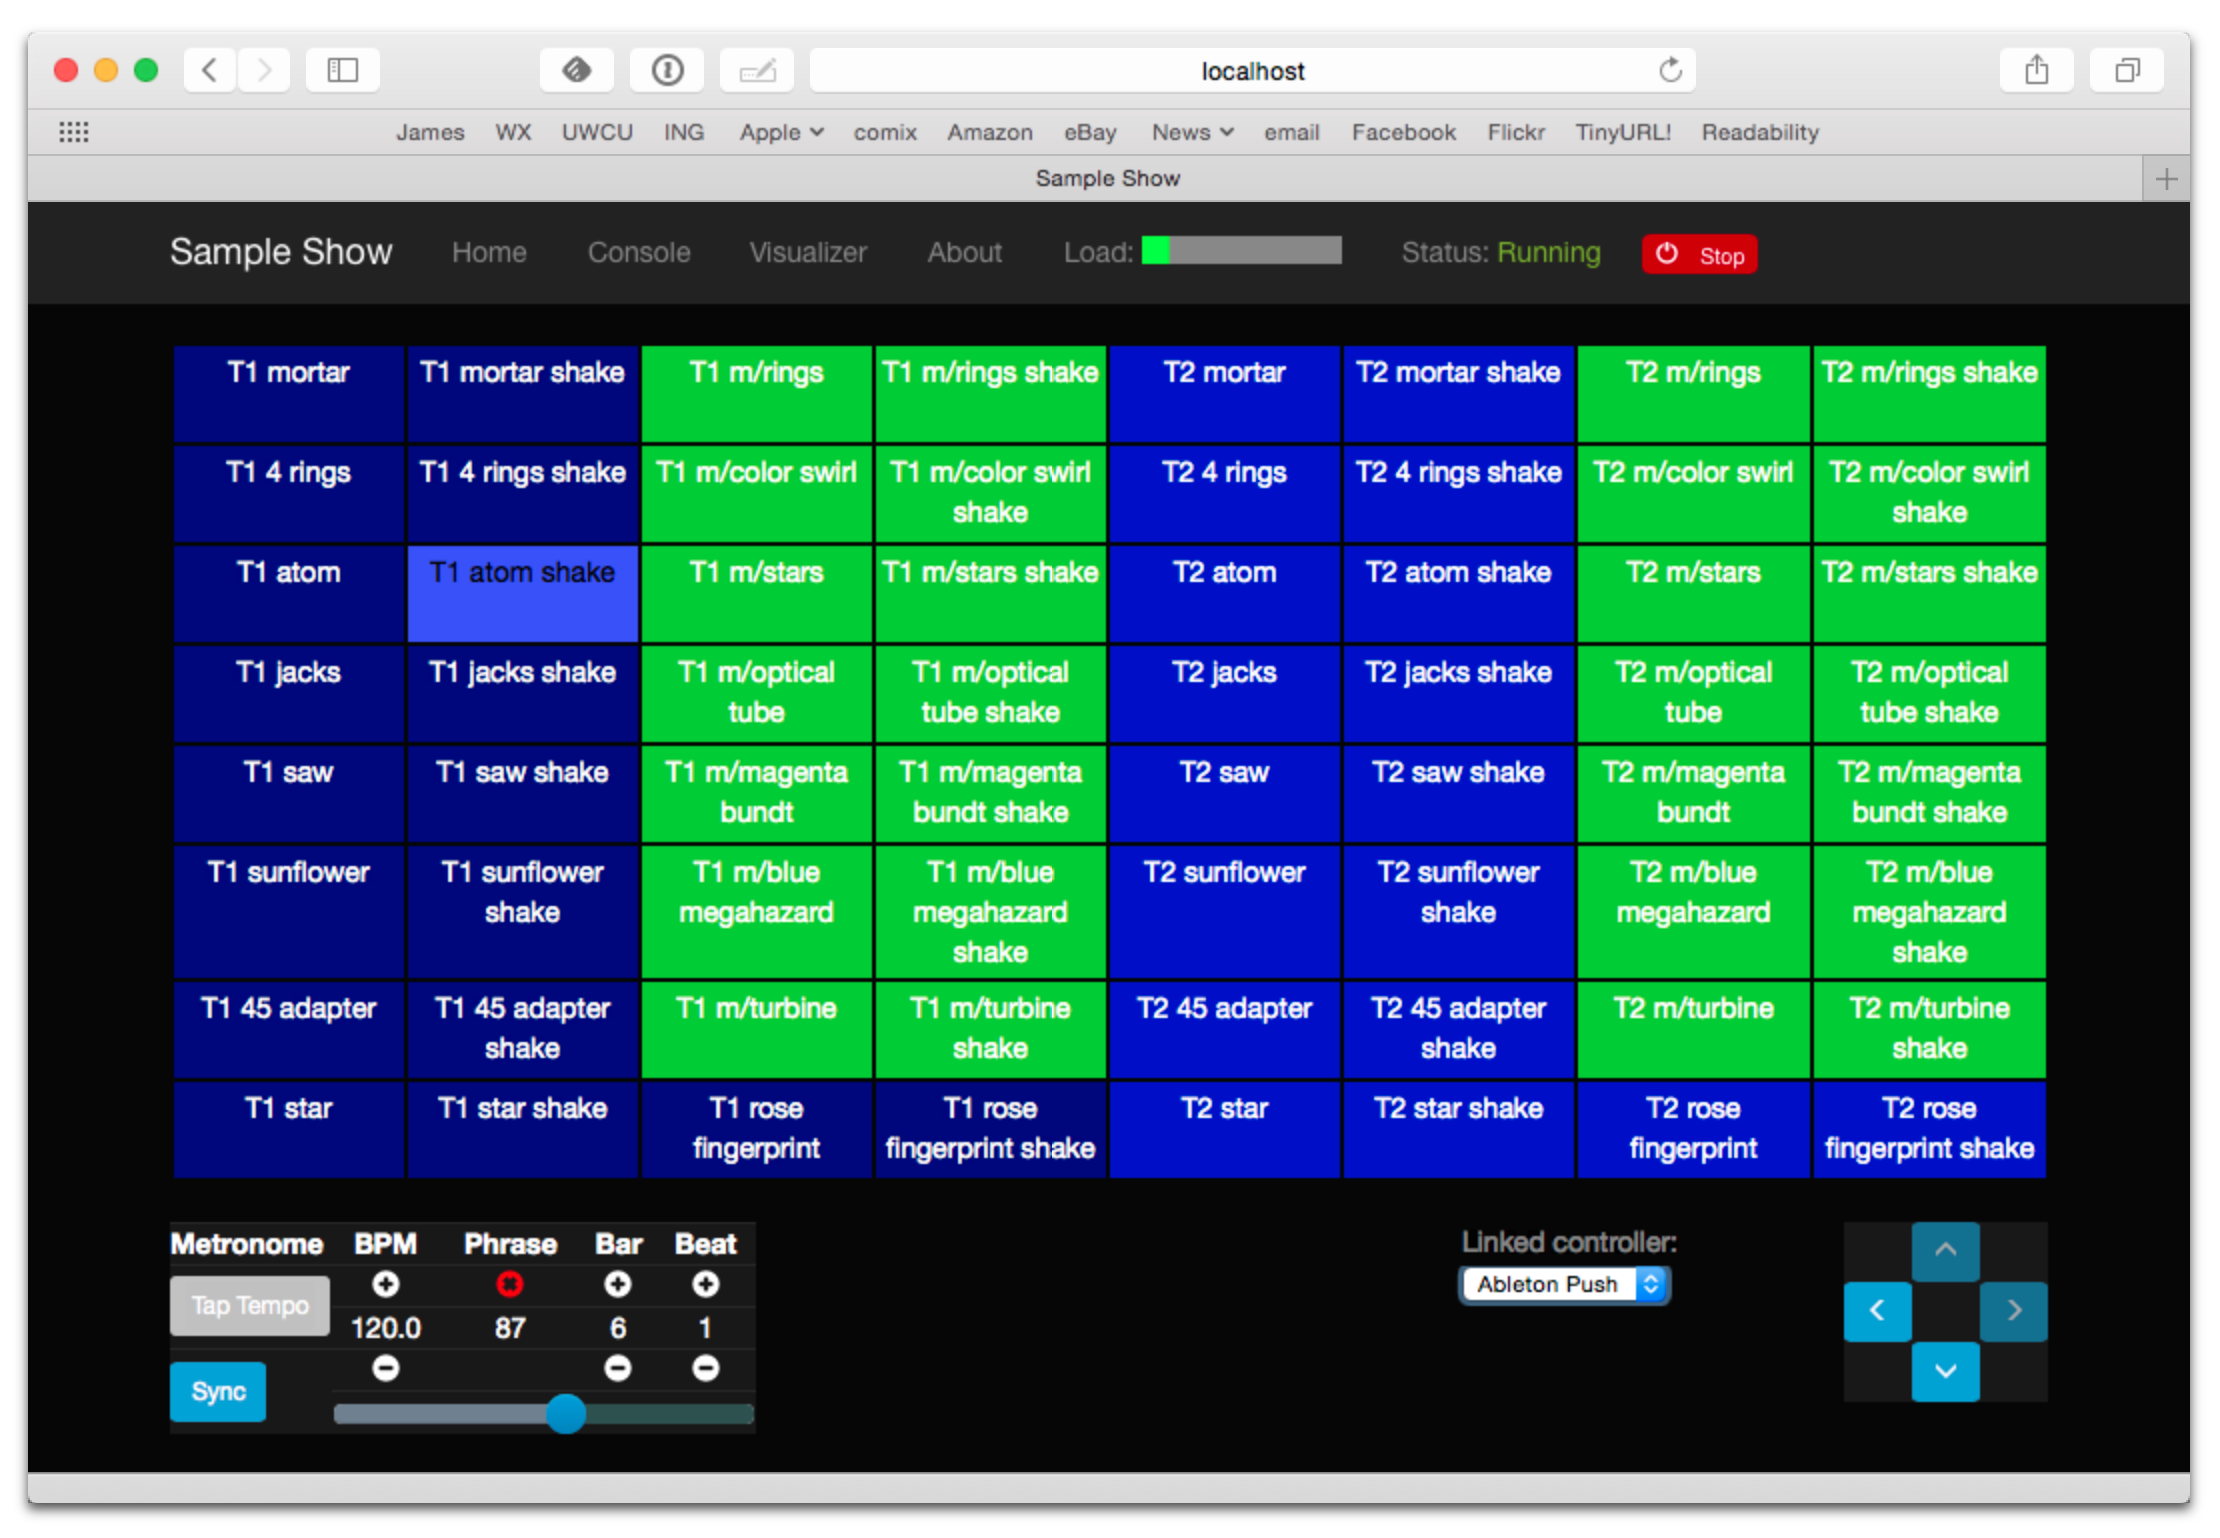 localhost
James WX UWCU ING Apple comix Amazon eBay News email Facebook Flickr TinyURL! Readability
Sample Show
Sample Show Home Console Visualizer About Load: Status: Running Stop
T1 mortar T1 mortar shake T1 m/rings T1 m/rings shake T2 mortar T2 mortar shake T2 m/rings T2 m/rings shake
T1 4 rings T1 4 rings shake T1 m/color swirl T1 m/color swirl T2 4 rings T2 4 rings shake T2 m/color swirl T2 m/color swirl
shake shake
T1 atom T1 atom shake T1 m/stars T1 m/stars shake T2 atom T2 atom shake T2 m/stars T2 m/stars shake
T1 jacks T1 jacks shake T1 m/optical T1 m/optical T2 jacks T2 jacks shake T2 m/optical T2 m/optical
tube tube shake tube tube shake
T1 saw T1 saw shake T1 m/magenta T1 m/magenta T2 saw T2 saw shake T2 m/magenta T2 m/magenta
bundt bundt shake bundt bundt shake
T1 sunflower T1 sunflower T1 m/blue T1 m/blue T2 sunflower T2 sunflower T2 m/blue T2 m/blue
shake megahazard megahazard shake megahazard megahazard
shake shake
T1 45 adapter T1 45 adapter T1 m/turbine T1 m/turbine T2 45 adapter T2 45 adapter T2 m/turbine T2 m/turbine
shake shake shake shake
T1 star T1 star shake T1 rose T1 rose T2 star T2 star shake T2 rose T2 rose
fingerprint fingerprint shake fingerprint fingerprint shake
Metronome BPM Phrase Bar Beat Linked controller:
Tap Tempo Ableton Push
120.0 87 6 1
Sync